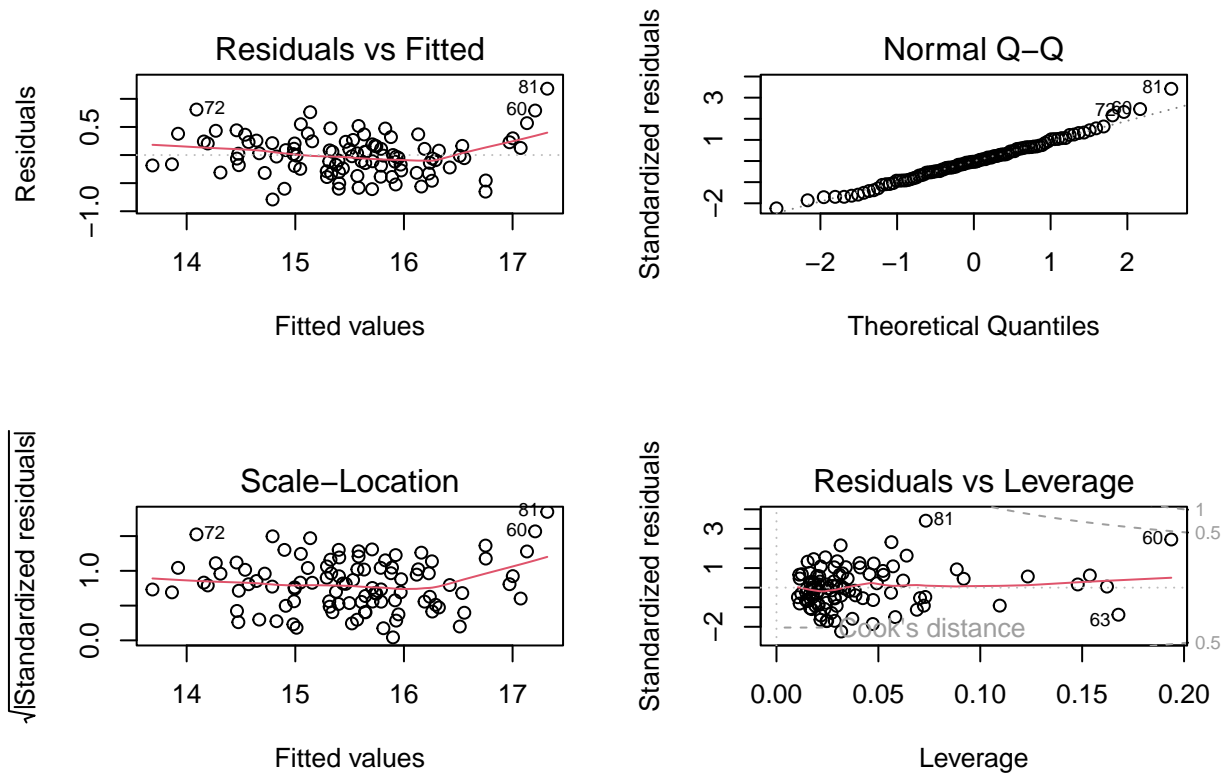 Residuals vs Fitted
Residuals
0.5
−1.0
72
60
81
14 15 16 17
Fitted values
Normal Q−Q
Standardized residuals
3
1
−2
81
60
72
−2 −1 0 1 2
Theoretical Quantiles
Scale−Location
√|Standardized residuals|
1.0
0.0
72
81
60
14 15 16 17
Fitted values
Residuals vs Leverage
Standardized residuals
3
1
−2
81
60
63
1
0.5
0.5
Cook's distance
0.00 0.05 0.10 0.15 0.20
Leverage